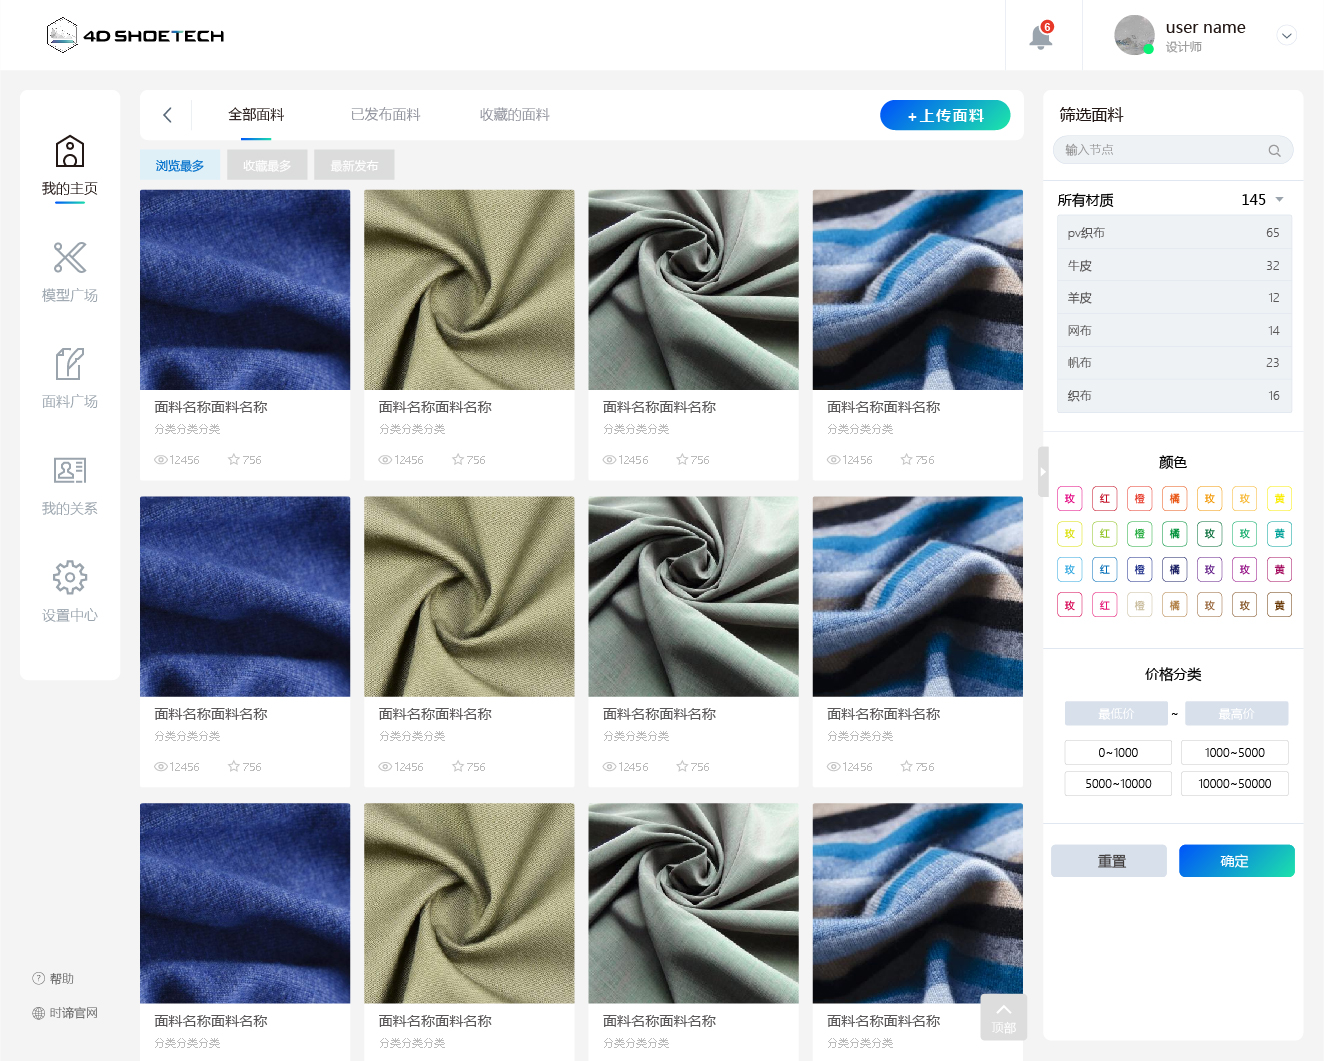 4D SHOETECH
6
user name
设计师
我的主页
模型广场
面料广场
我的关系
设置中心
帮助
时谛官网
全部面料
已发布面料
收藏的面料
+上传面料
浏览最多
收藏最多
最新发布
面料名称面料名称
分类分类分类
12456 756
面料名称面料名称
分类分类分类
12456 756
面料名称面料名称
分类分类分类
12456 756
面料名称面料名称
分类分类分类
12456 756
面料名称面料名称
分类分类分类
12456 756
面料名称面料名称
分类分类分类
12456 756
面料名称面料名称
分类分类分类
12456 756
面料名称面料名称
分类分类分类
12456 756
面料名称面料名称
分类分类分类
面料名称面料名称
分类分类分类
面料名称面料名称
分类分类分类
面料名称面料名称
分类分类分类
顶部
筛选面料
输入节点
所有材质 145
pv织布 65
牛皮 32
羊皮 12
网布 14
帆布 23
织布 16
颜色
玫 红 橙 橘 玫 玫 黄
玫 红 橙 橘 玫 玫 黄
玫 红 橙 橘 玫 玫 黄
玫 红 橙 橘 玫 玫 黄
价格分类
最低价 ~ 最高价
0~1000 1000~5000
5000~10000 10000~50000
重置 确定